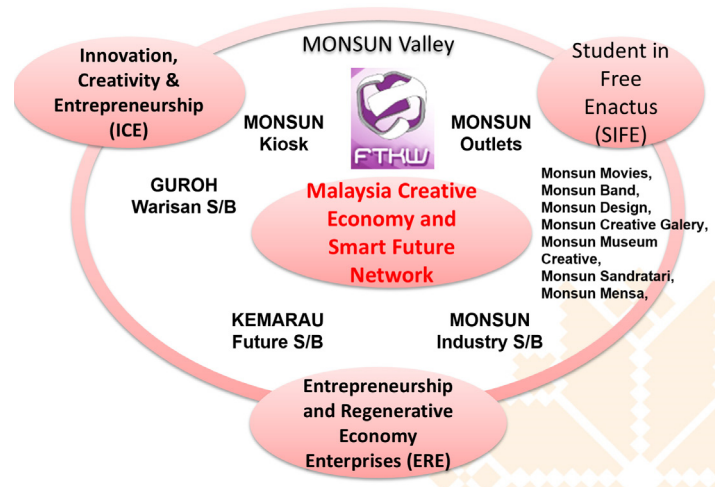 MONSUN Valley
Innovation,
Creativity &
Entrepreneurship
(ICE)
Student in
Free
Enactus
(SIFE)
MONSUN
Kiosk
FTKW
MONSUN
Outlets
GUROH
Warisan S/B
Malaysia Creative
Economy and
Smart Future
Network
Monsun Movies,
Monsun Band,
Monsun Design,
Monsun Creative Galery,
Monsun Museum
Creative,
Monsun Sandratari,
Monsun Mensa,
KEMARAU
Future S/B
MONSUN
Industry S/B
Entrepreneurship
and Regenerative
Economy
Enterprises (ERE)